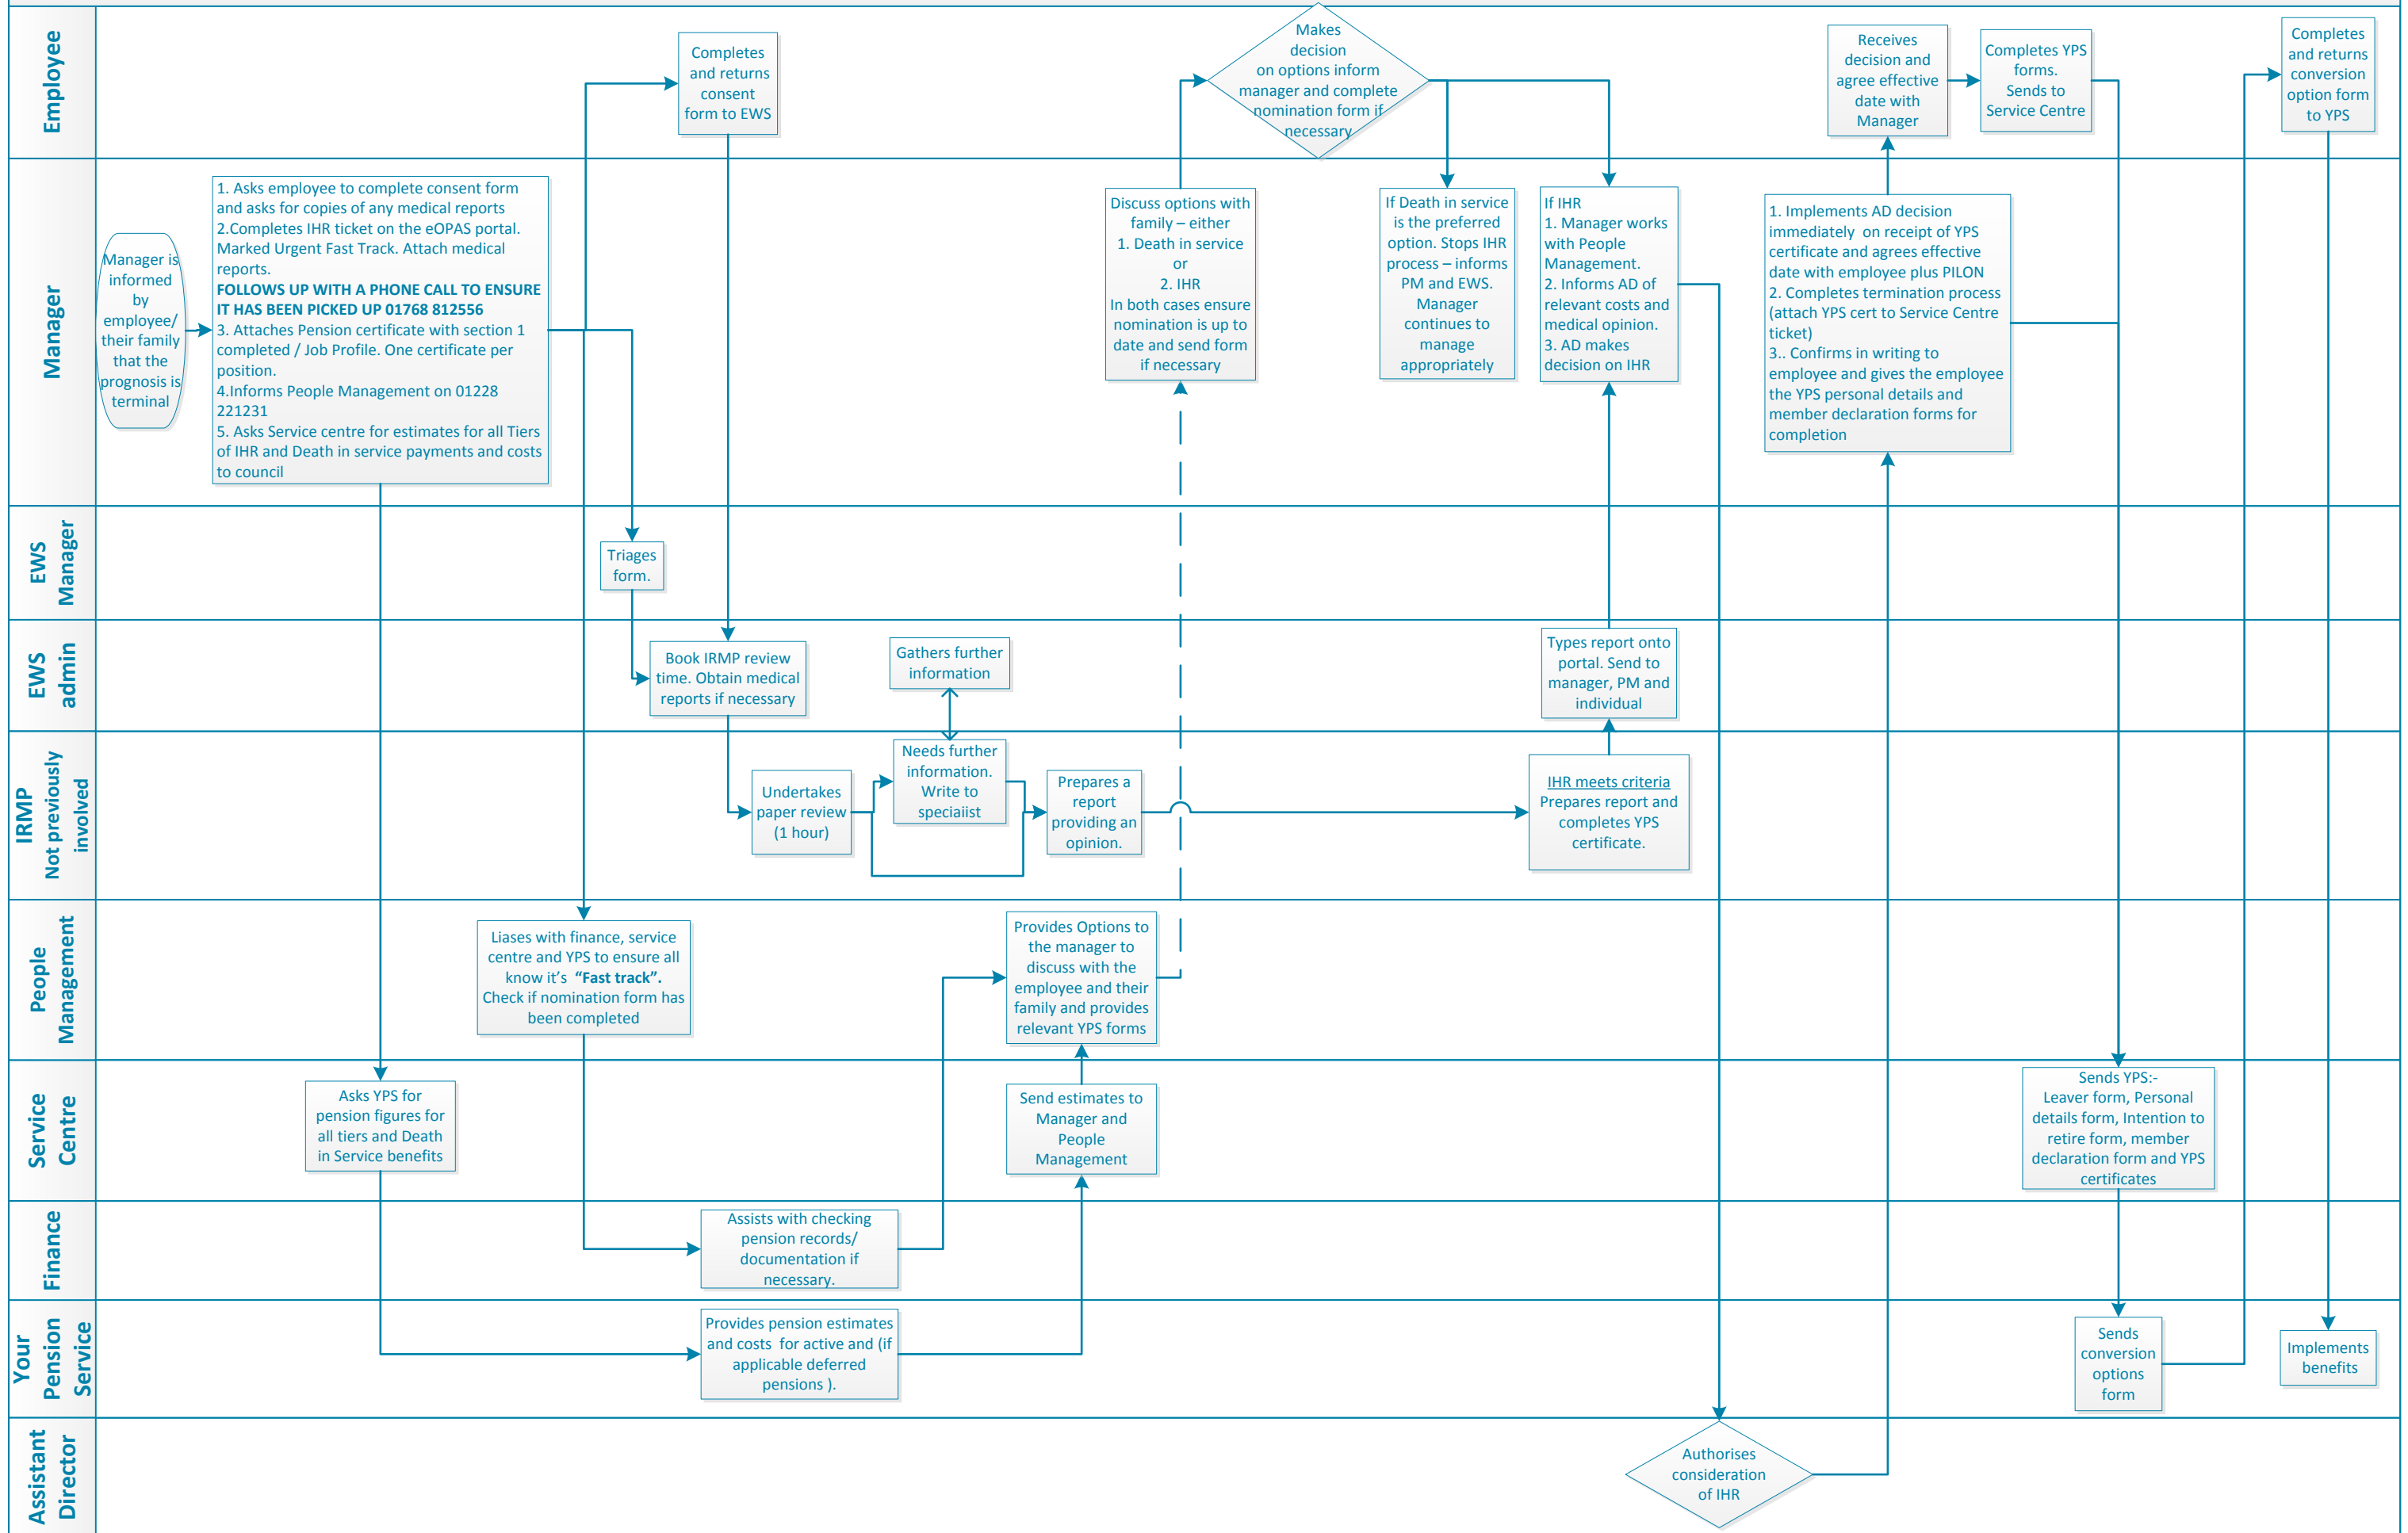 Employee
Completes
and returns
consent
form to EWS
Makes
decision
on options inform
manager and complete
nomination form if
necessary
Receives
decision and
agree effective
date with
Manager
Completes YPS
forms.
Sends to
Service Centre
Completes
and returns
conversion
option form
to YPS
Manager
Manager is
informed
by
employee/
their family
that the
prognosis is
terminal
1. Asks employee to complete consent form
and asks for copies of any medical reports
2.Completes IHR ticket on the eOPAS portal.
Marked Urgent Fast Track. Attach medical
reports.
FOLLOWS UP WITH A PHONE CALL TO ENSURE
IT HAS BEEN PICKED UP 01768 812556
3. Attaches Pension certificate with section 1
completed / Job Profile. One certificate per
position.
4.Informs People Management on 01228
221231
5. Asks Service centre for estimates for all Tiers
of IHR and Death in service payments and costs
to council
Discuss options with
family – either
1. Death in service
or
2. IHR
In both cases ensure
nomination is up to
date and send form
if necessary
If Death in service
is the preferred
option. Stops IHR
process – informs
PM and EWS.
Manager
continues to
manage
appropriately
If IHR
1. Manager works
with People
Management.
2. Informs AD of
relevant costs and
medical opinion.
3. AD makes
decision on IHR
1. Implements AD decision
immediately on receipt of YPS
certificate and agrees effective
date with employee plus PILON
2. Completes termination process
(attach YPS cert to Service Centre
ticket)
3.. Confirms in writing to
employee and gives the employee
the YPS personal details and
member declaration forms for
completion
EWS
Manager
Triages
form.
EWS
admin
Book IRMP review
time. Obtain medical
reports if necessary
Gathers further
information
Types report onto
portal. Send to
manager, PM and
individual
IRMP
Not previously
involved
Undertakes
paper review
(1 hour)
Needs further
information.
Write to
speciaiist
Prepares a
report
providing an
opinion.
IHR meets criteria
Prepares report and
completes YPS
certificate.
People
Management
Liases with finance, service
centre and YPS to ensure all
know it’s “Fast track”.
Check if nomination form has
been completed
Provides Options to
the manager to
discuss with the
employee and their
family and provides
relevant YPS forms
Service
Centre
Asks YPS for
pension figures for
all tiers and Death
in Service benefits
Send estimates to
Manager and
People
Management
Sends YPS:-
Leaver form, Personal
details form, Intention to
retire form, member
declaration form and YPS
certificates
Finance
Assists with checking
pension records/
documentation if
necessary.
Your
Pension
Service
Provides pension estimates
and costs for active and (if
applicable deferred
pensions ).
Sends
conversion
options
form
Implements
benefits
Assistant
Director
Authorises
consideration
of IHR